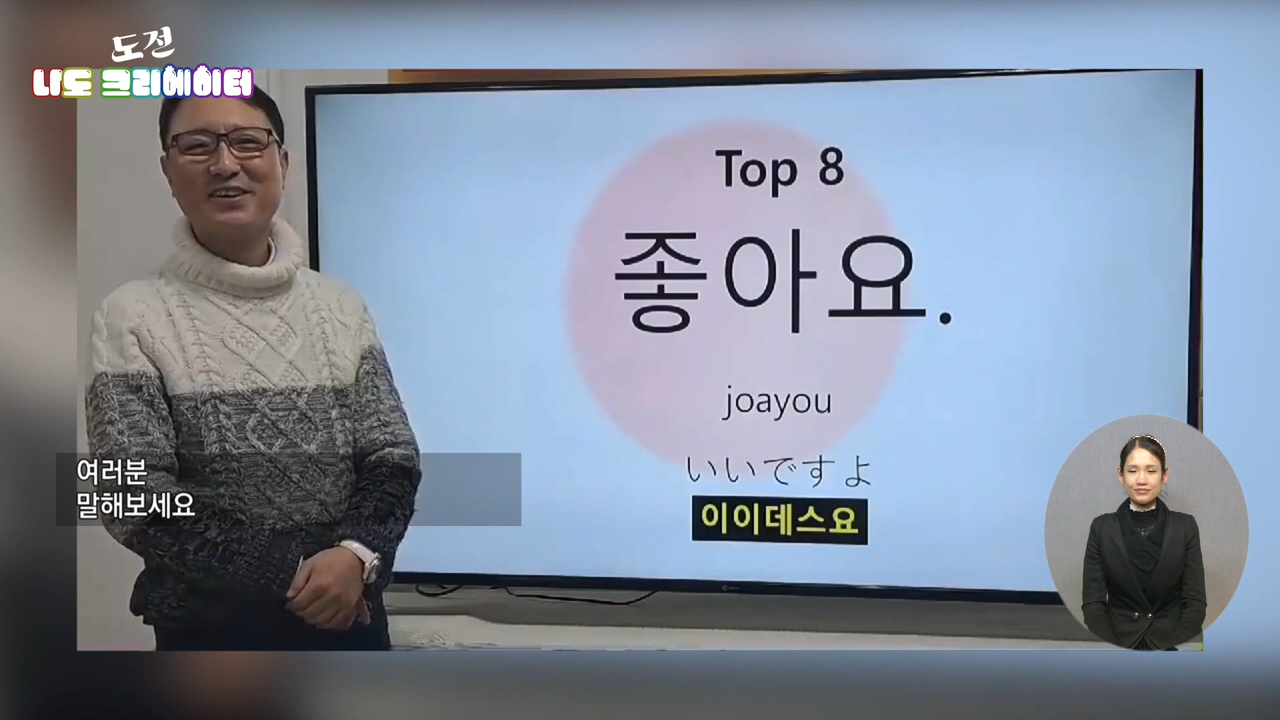 도전
나도 크리에이터
Top 8
좋아요.
joayou
いいですよ
이이데스요
여러분
말해보세요